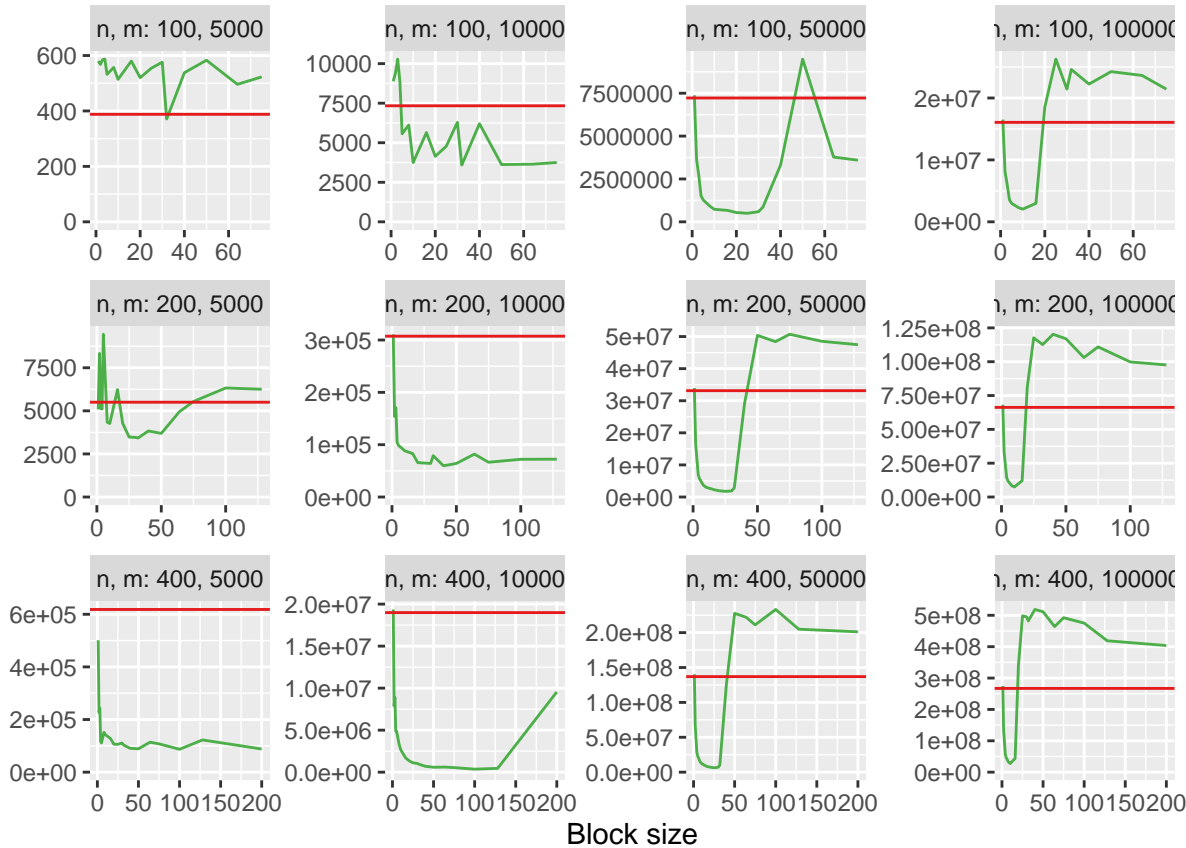 n, m: 100, 5000
n, m: 100, 10000
n, m: 100, 50000
n, m: 100, 100000
600
400
200
0
0 20 40 60
10000
7500
5000
2500
0
0 20 40 60
7500000
5000000
2500000
0
0 20 40 60
2e+07
1e+07
0e+00
0 20 40 60
n, m: 200, 5000
n, m: 200, 10000
n, m: 200, 50000
n, m: 200, 100000
7500
5000
2500
0
0 50 100
3e+05
2e+05
1e+05
0e+00
0 50 100
5e+07
4e+07
3e+07
2e+07
1e+07
0e+00
0 50 100
1.25e+08
1.00e+08
7.50e+07
5.00e+07
2.50e+07
0.00e+00
0 50 100
n, m: 400, 5000
n, m: 400, 10000
n, m: 400, 50000
n, m: 400, 100000
6e+05
4e+05
2e+05
0e+00
0 50 100 150 200
2.0e+07
1.5e+07
1.0e+07
5.0e+06
0.0e+00
0 50 100 150 200
2.0e+08
1.5e+08
1.0e+08
5.0e+07
0.0e+00
0 50 100 150 200
5e+08
4e+08
3e+08
2e+08
1e+08
0e+00
0 50 100 150 200
Block size